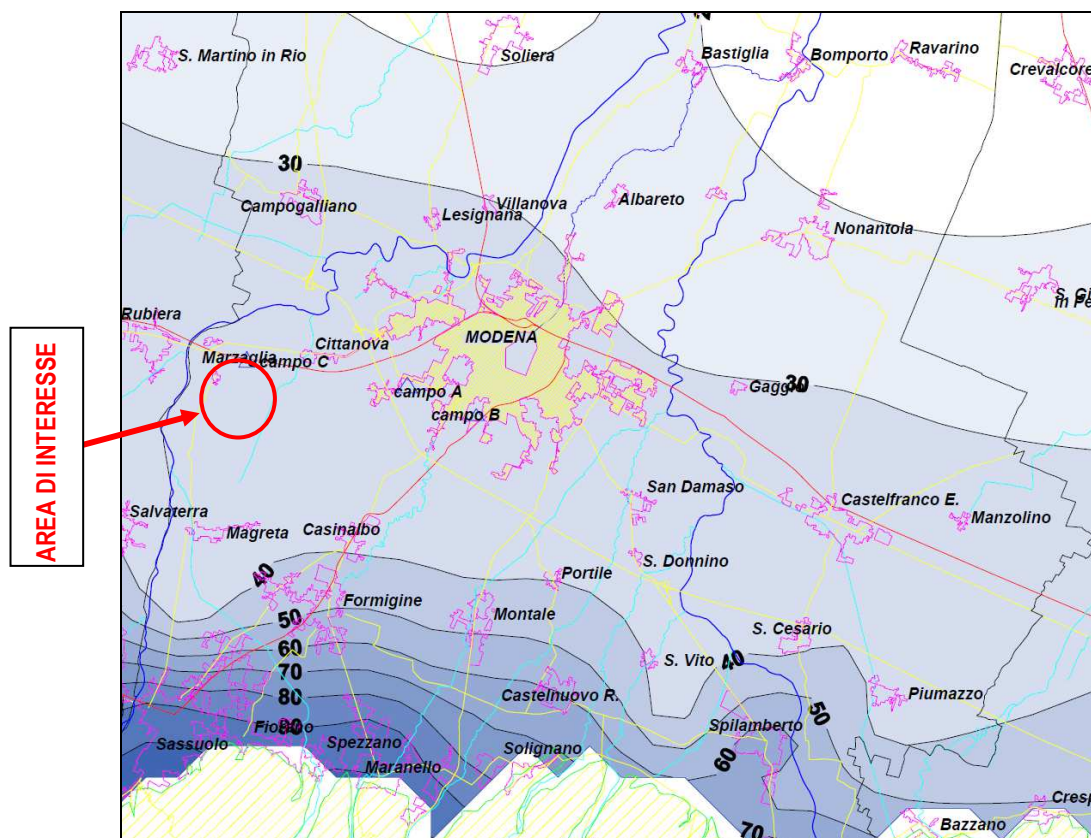 S. Martino in Rio
Soliera
Bastiglia
Bomporto
Ravarino
Crevalcore
30
Campogalliano
Lesignana
Villanova
Albareto
Nonantola
Rubiera
Marzaglia
campo C
Cittanova
MODENA
campo A
campo B
Gaggio
30
AREA DI INTERESSE
Salvaterra
Magreta
Casinalbo
San Damaso
Castelfranco E.
Manzolino
S. Donnino
Portile
40
Formigine
50
Montale
60
70
80
S. Vito
40
S. Cesario
Castelnuovo R.
Piumazzo
50
Spilamberto
60
Sassuolo
Fiorano
90
Spezzano
Maranello
Solignano
70
Bazzano
Cresp